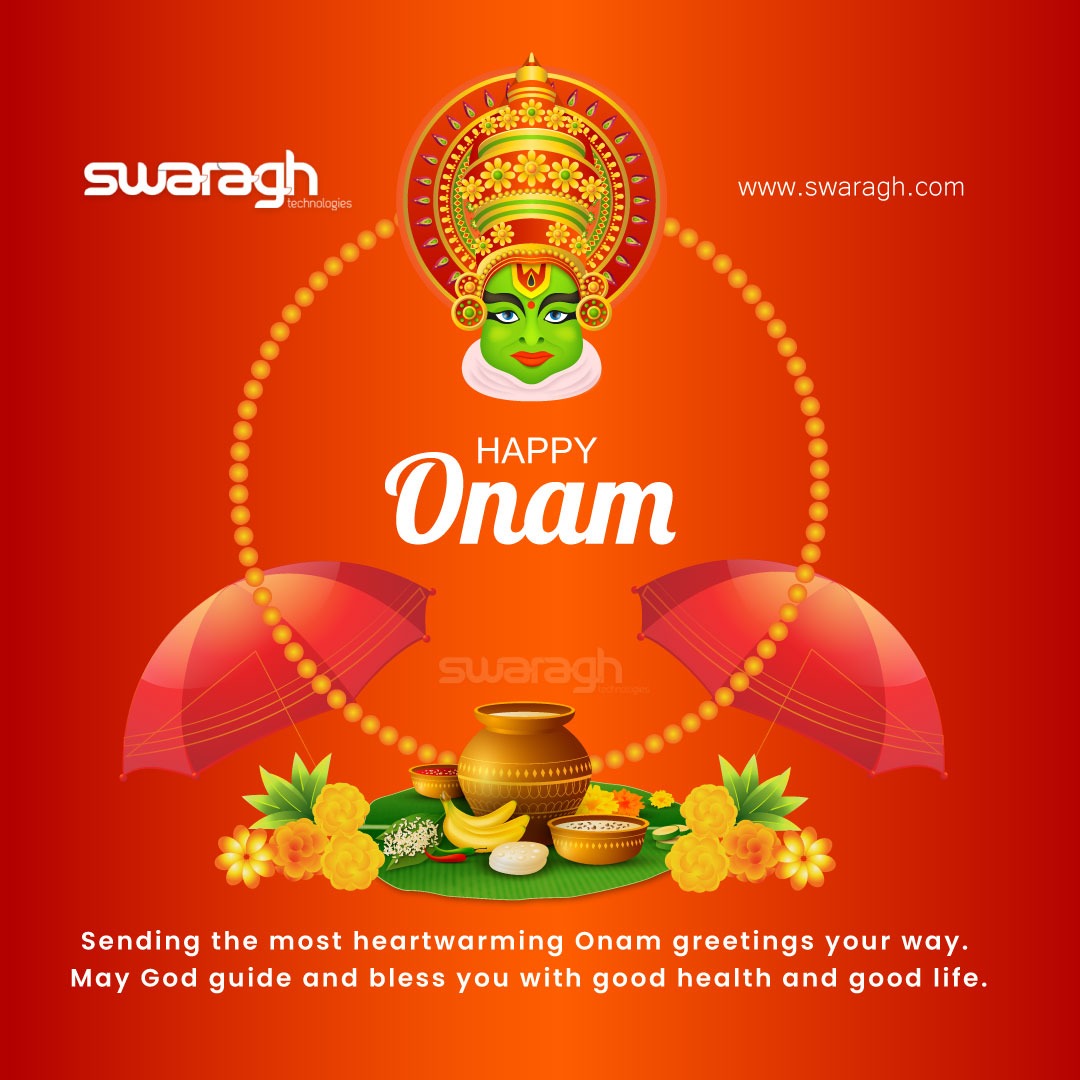 swaragh
technologies
www.swaragh.com
HAPPY
Onam
swaragh
technologies
Sending the most heartwarming Onam greetings your way.
May God guide and bless you with good health and good life.